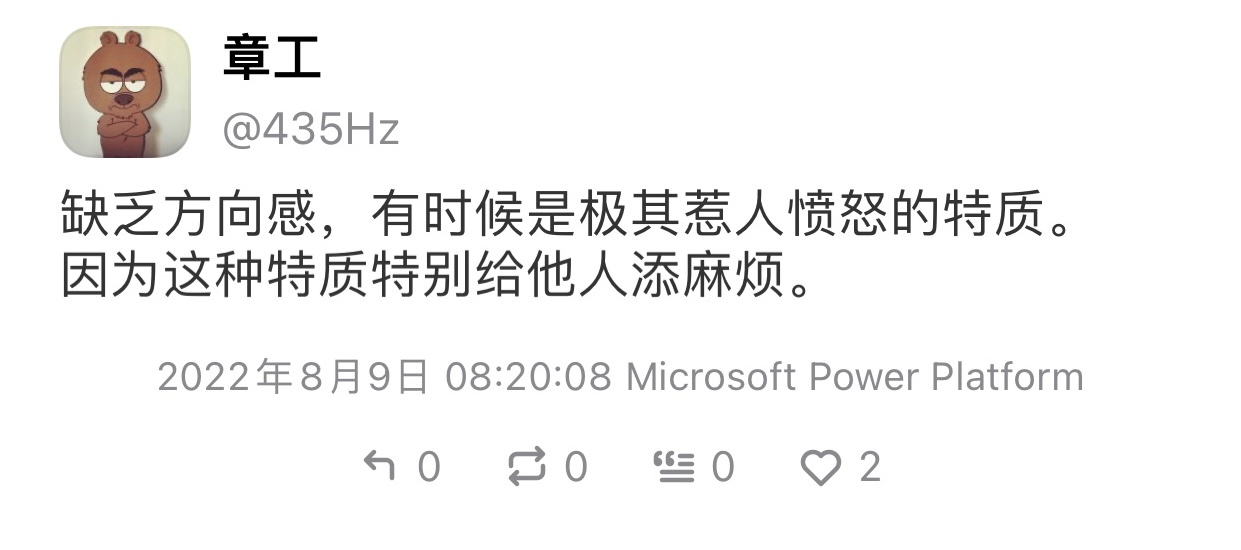 章工
@435Hz
缺乏方向感，有时候是极其惹人愤怒的特质。
因为这种特质特别给他人添麻烦。
2022年8月9日 08:20:08 Microsoft Power Platform
0 0 0 2